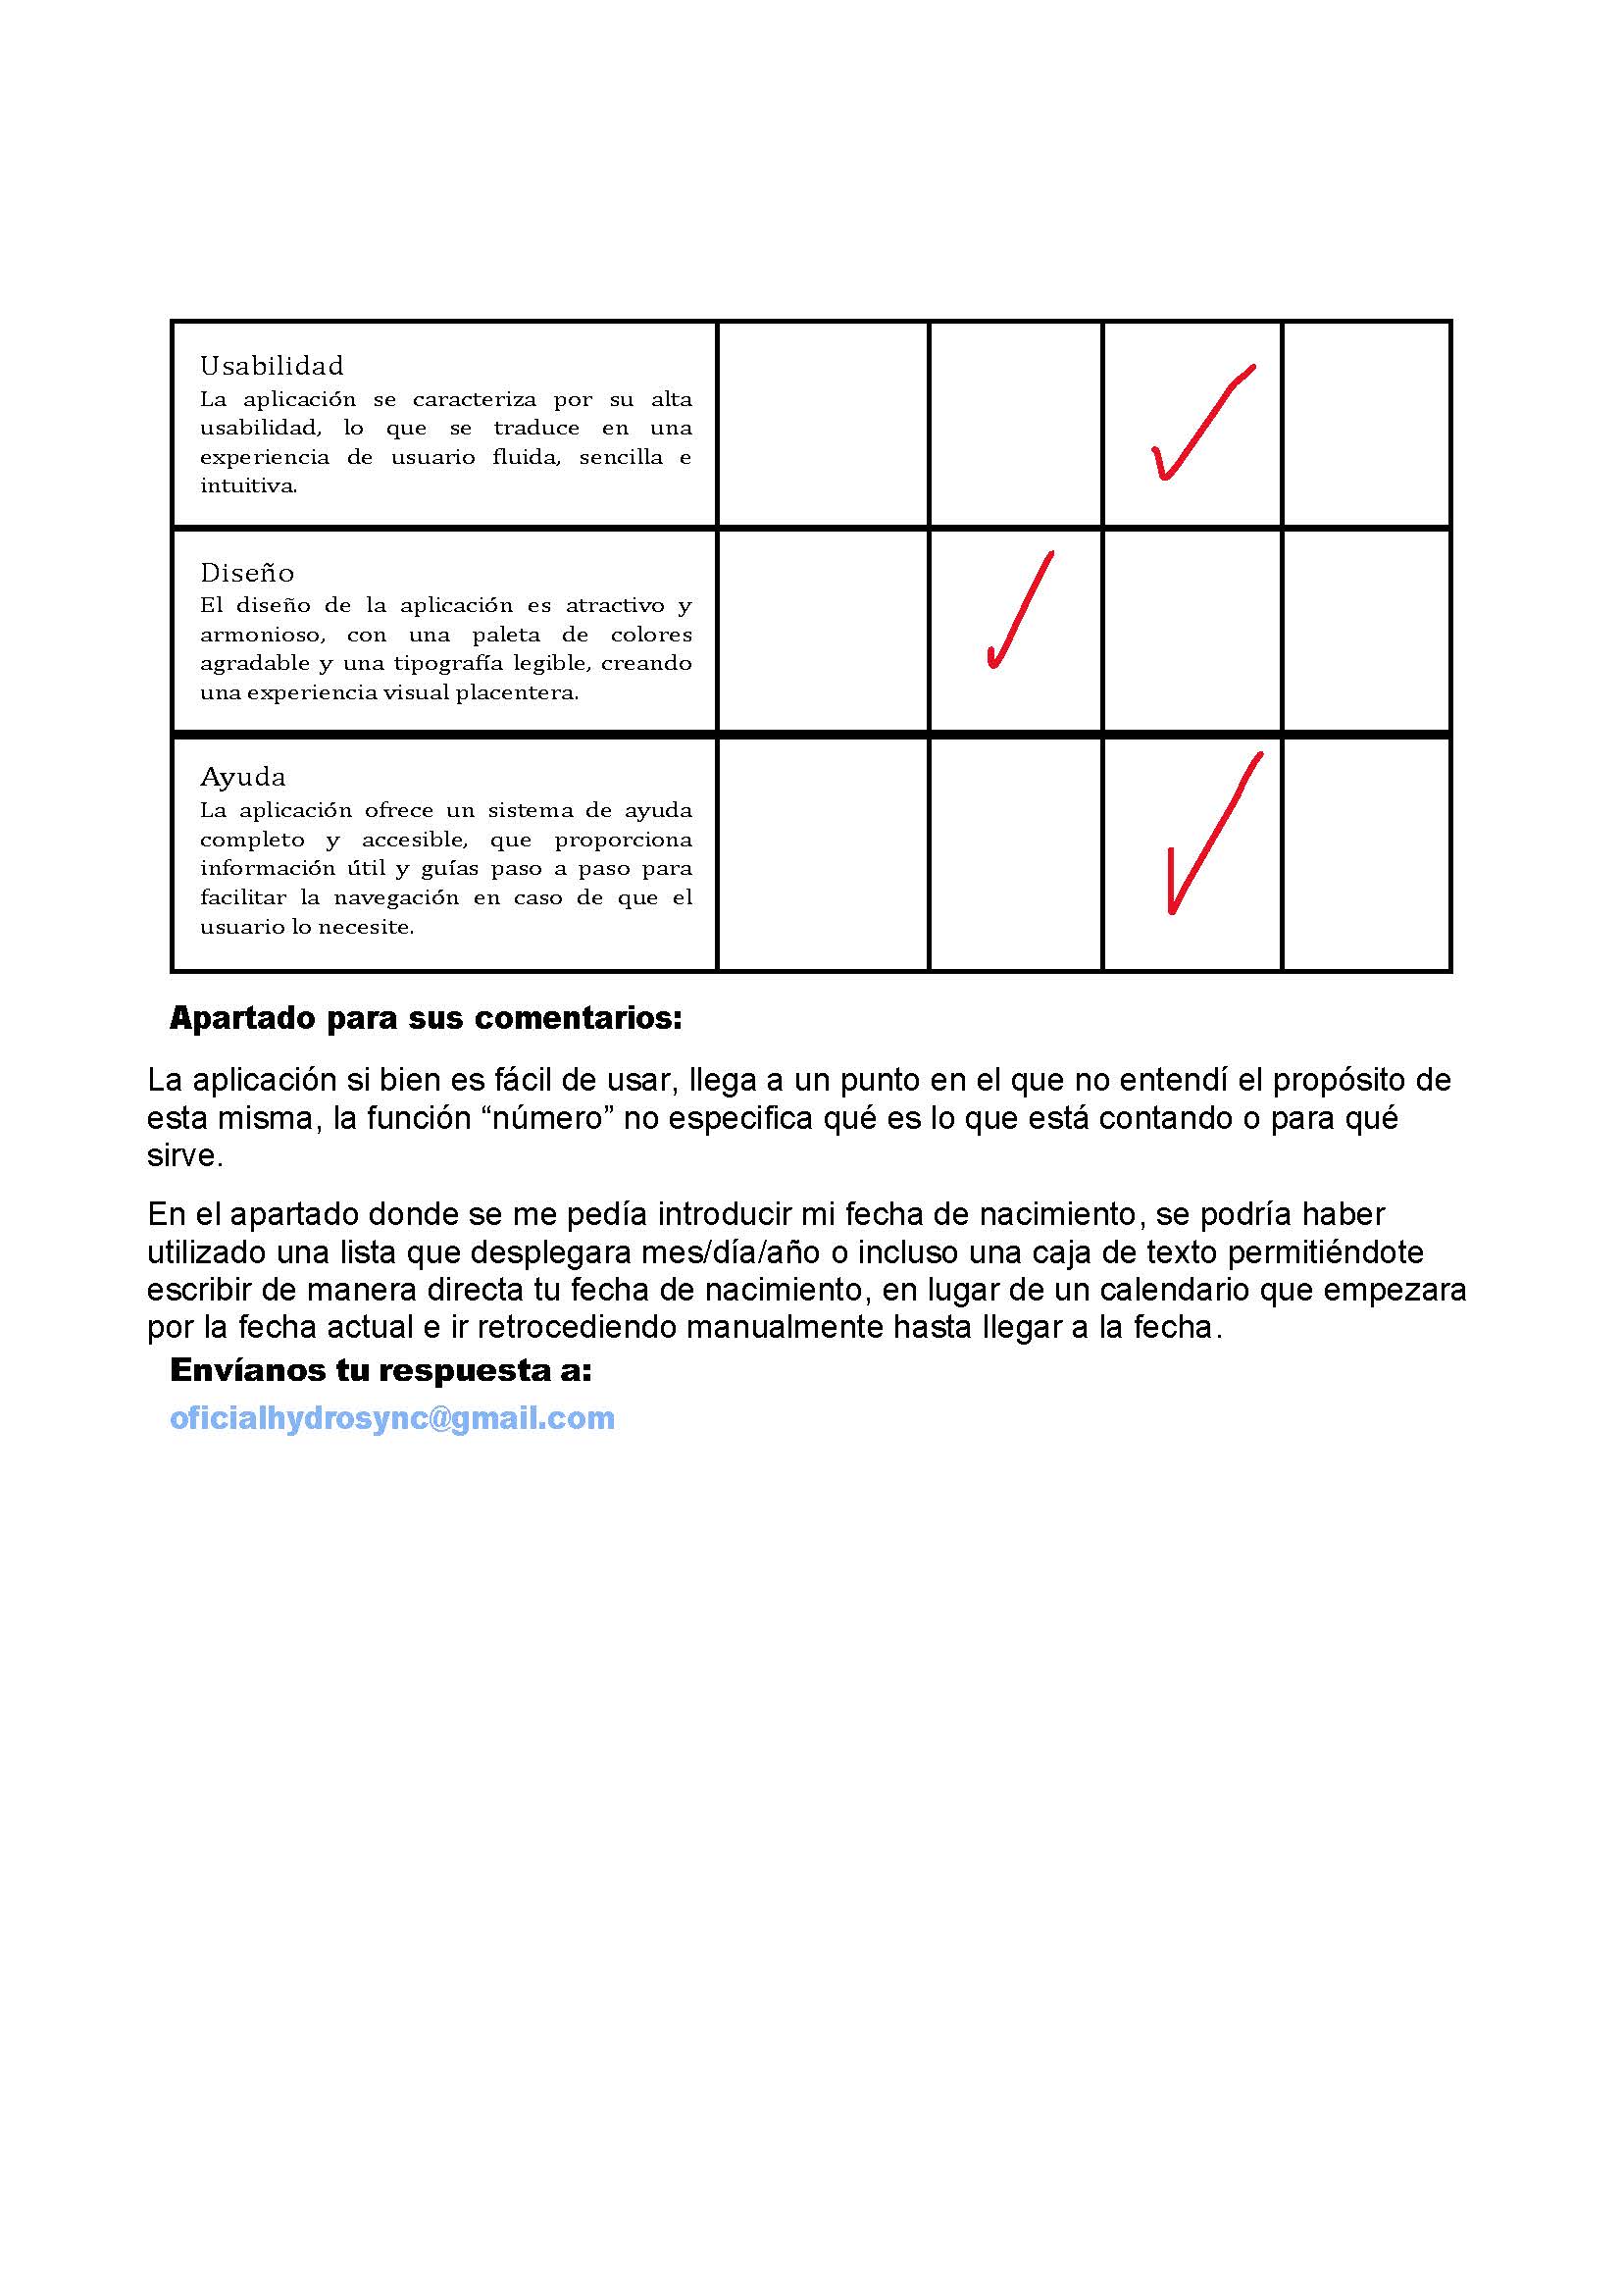 Usabilidad
La aplicación se caracteriza por su alta
usabilidad, lo que se traduce en una
experiencia de usuario fluida, sencilla e
intuitiva.
Diseño
El diseño de la aplicación es atractivo y
armonioso, con una paleta de colores
agradable y una tipografía legible, creando
una experiencia visual placentera.
Ayuda
La aplicación ofrece un sistema de ayuda
completo y accesible, que proporciona
información útil y guías paso a paso para
facilitar la navegación en caso de que el
usuario lo necesite.
Apartado para sus comentarios:
La aplicación si bien es fácil de usar, llega a un punto en el que no entendí el propósito de
esta misma, la función “número” no especifica qué es lo que está contando o para qué
sirve.
En el apartado donde se me pedía introducir mi fecha de nacimiento, se podría haber
utilizado una lista que desplegara mes/día/año o incluso una caja de texto permitiéndote
escribir de manera directa tu fecha de nacimiento, en lugar de un calendario que empezara
por la fecha actual e ir retrocediendo manualmente hasta llegar a la fecha.
Envíanos tu respuesta a:
oficialhydrosync@gmail.com